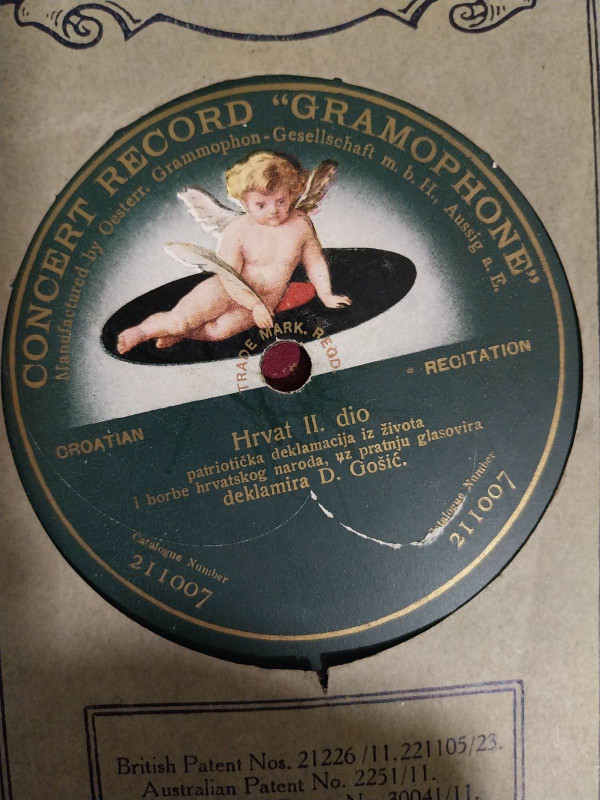 CONCERT RECORD "GRAMOPHONE"
Manufactured by Oesterr. Grammophon-Gesellschaft m. b. H., Aussig a. E.
TRADE MARK. REGD
CROATIAN
RECITATION
Hrvat II. dio
patriotička deklamacija iz života
i borbe hrvatskog naroda, uz pratnju glasovira
deklamira D. Gošić.
Catalogue Number
211007
Catalogue Number
211007
British Patent Nos. 21226/11,221105/23.
Australian Patent No. 2251/11.
30041/11.